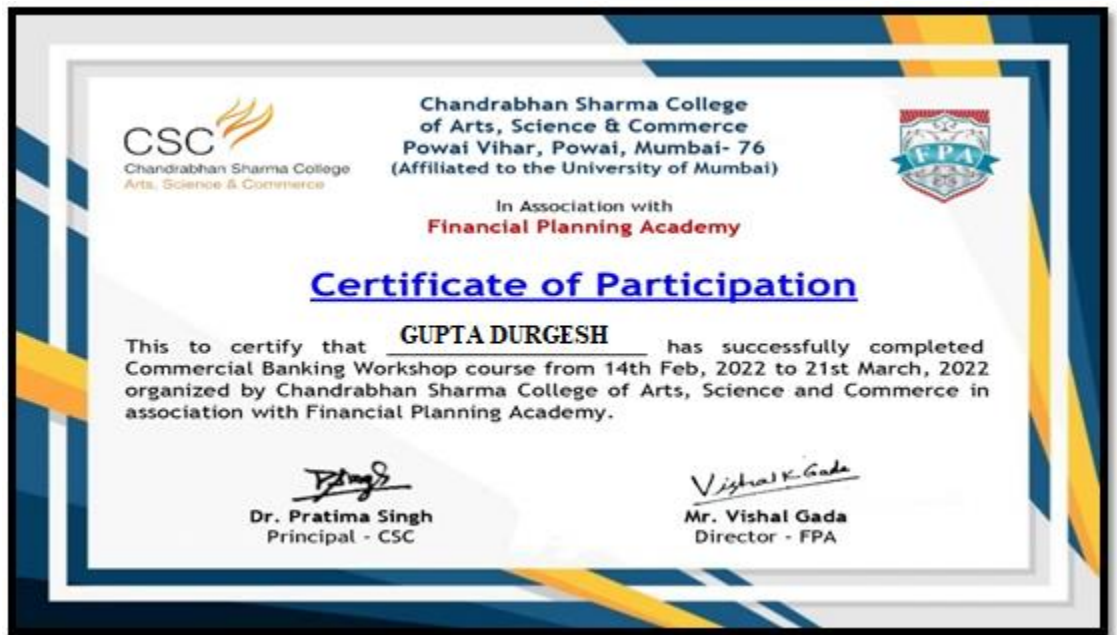 CSC
Chandrabhan Sharma College
Arts, Science & Commerce
Chandrabhan Sharma College
of Arts, Science & Commerce
Powai Vihar, Powai, Mumbai- 76
(Affiliated to the University of Mumbai)
In Association with
Financial Planning Academy
FPA
Certificate of Participation
This to certify that GUPTA DURGESH has successfully completed
Commercial Banking Workshop course from 14th Feb, 2022 to 21st March, 2022
organized by Chandrabhan Sharma College of Arts, Science and Commerce in
association with Financial Planning Academy.
PSingh
Vishal K Gada
Dr. Pratima Singh
Principal - CSC
Mr. Vishal Gada
Director - FPA